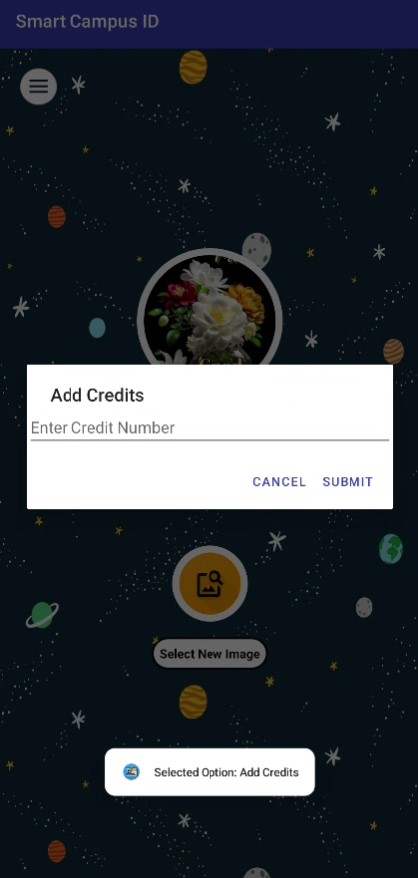 Smart Campus ID
Add Credits
Enter Credit Number
CANCEL SUBMIT
Select New Image
Selected Option: Add Credits